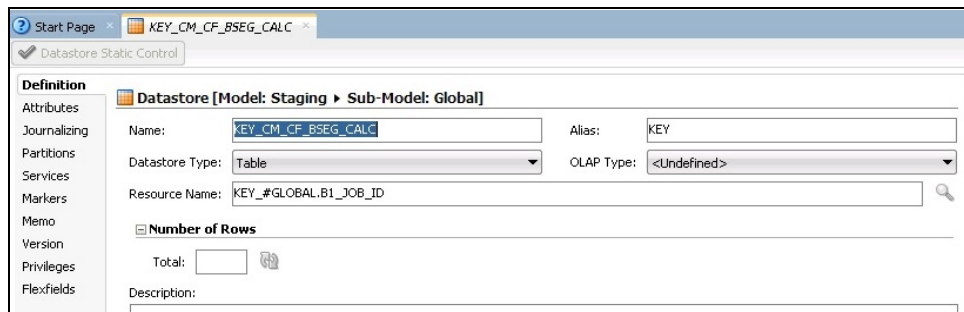 Start Page
KEY_CM_CF_BSEG_CALC
Datastore Static Control
Definition
Attributes
Journalizing
Partitions
Services
Markers
Memo
Version
Privileges
Flexfields
Datastore [Model: Staging ▸ Sub-Model: Global]
Name: KEY_CM_CF_BSEG_CALC Alias: KEY
Datastore Type: Table OLAP Type: <Undefined>
Resource Name: KEY_#GLOBAL.B1_JOB_ID
Number of Rows
Total:
Description: